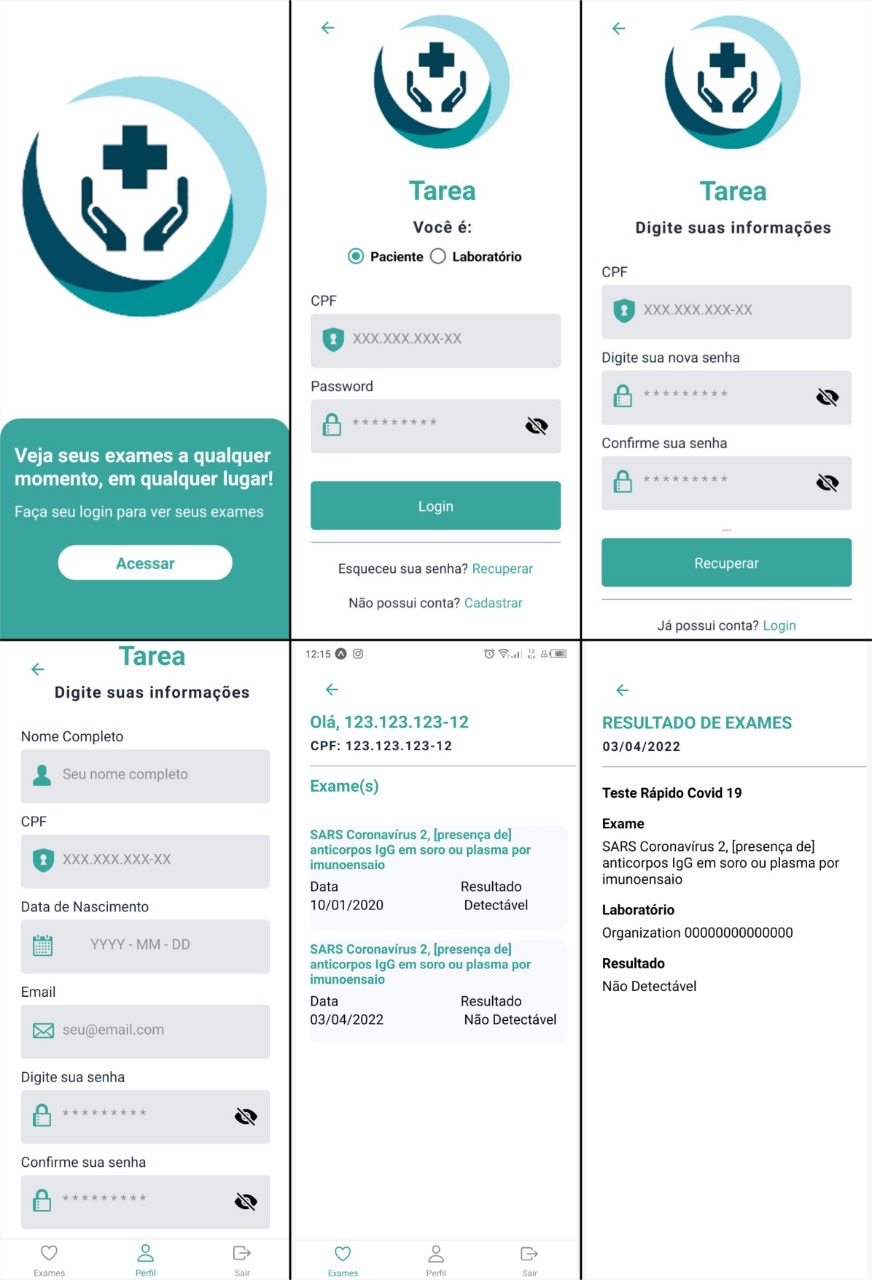 Veja seus exames a qualquer
momento, em qualquer lugar!
Faça seu login para ver seus exames
Acessar
Tarea
Você é:
Paciente Laboratório
CPF
XXX.XXX.XXX-XX
Password
* * * * * * * * *
Login
Esqueceu sua senha? Recuperar
Não possui conta? Cadastrar
Tarea
Digite suas informações
CPF
XXX.XXX.XXX-XX
Digite sua nova senha
* * * * * * * * *
Confirme sua senha
* * * * * * * * *
...
Recuperar
Já possui conta? Login
Tarea
Digite suas informações
Nome Completo
Seu nome completo
CPF
XXX.XXX.XXX-XX
Data de Nascimento
YYYY - MM - DD
Email
seu@email.com
Digite sua senha
* * * * * * * * *
Confirme sua senha
* * * * * * * * *
Exames Perfil Sair
12:15
Olá, 123.123.123-12
CPF: 123.123.123-12
Exame(s)
SARS Coronavírus 2, [presença de]
anticorpos IgG em soro ou plasma por
imunoensaio
Data Resultado
10/01/2020 Detectável
SARS Coronavírus 2, [presença de]
anticorpos IgG em soro ou plasma por
imunoensaio
Data Resultado
03/04/2022 Não Detectável
Exames Perfil Sair
RESULTADO DE EXAMES
03/04/2022
Teste Rápido Covid 19
Exame
SARS Coronavírus 2, [presença de]
anticorpos IgG em soro ou plasma por
imunoensaio
Laboratório
Organization 00000000000000
Resultado
Não Detectável